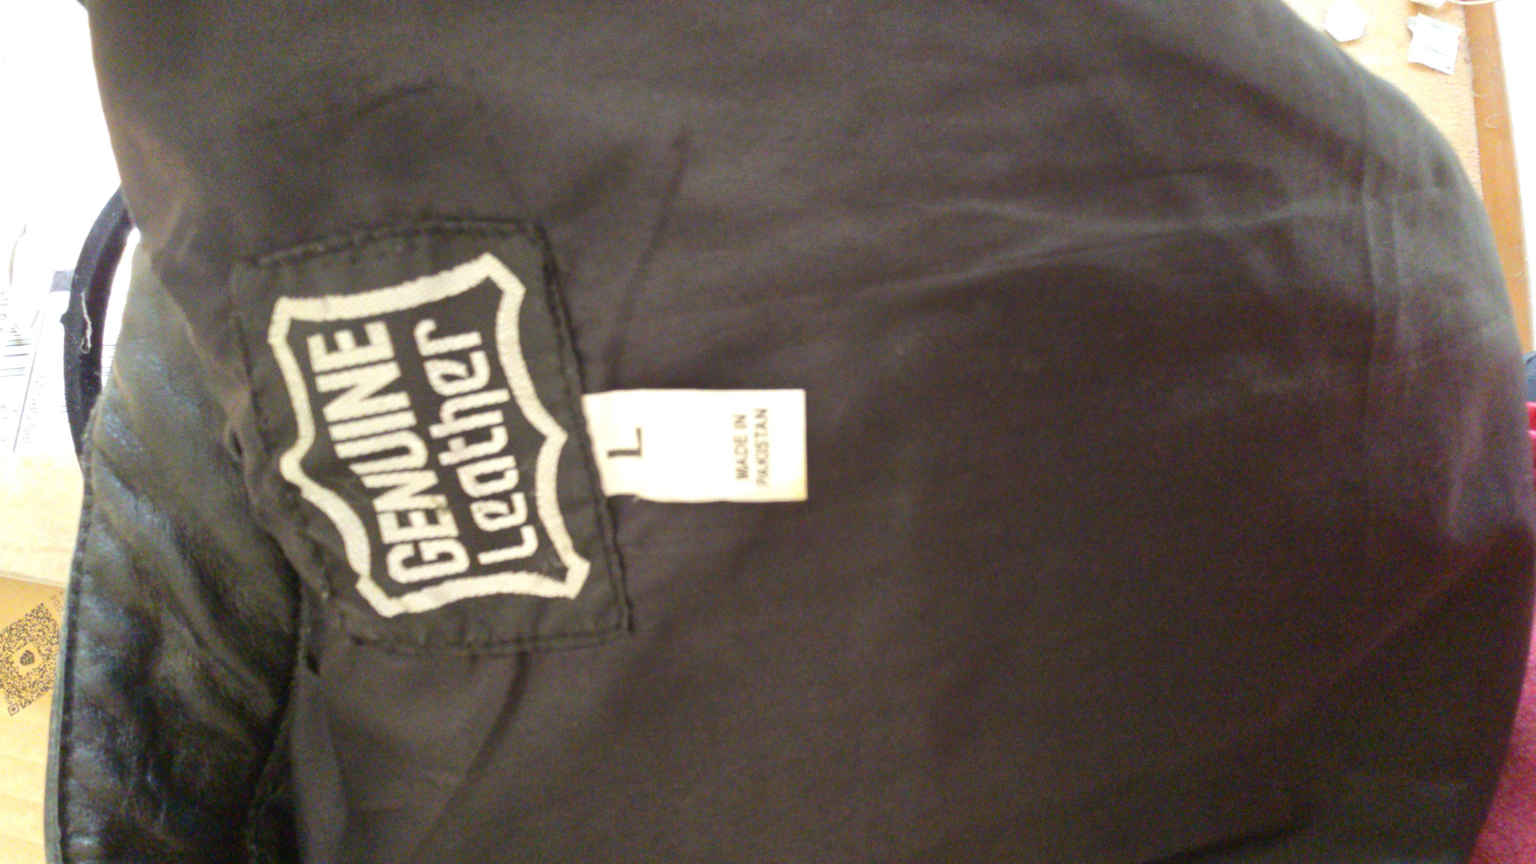 GENUINE
Leather
L
MADE IN
PAKISTAN